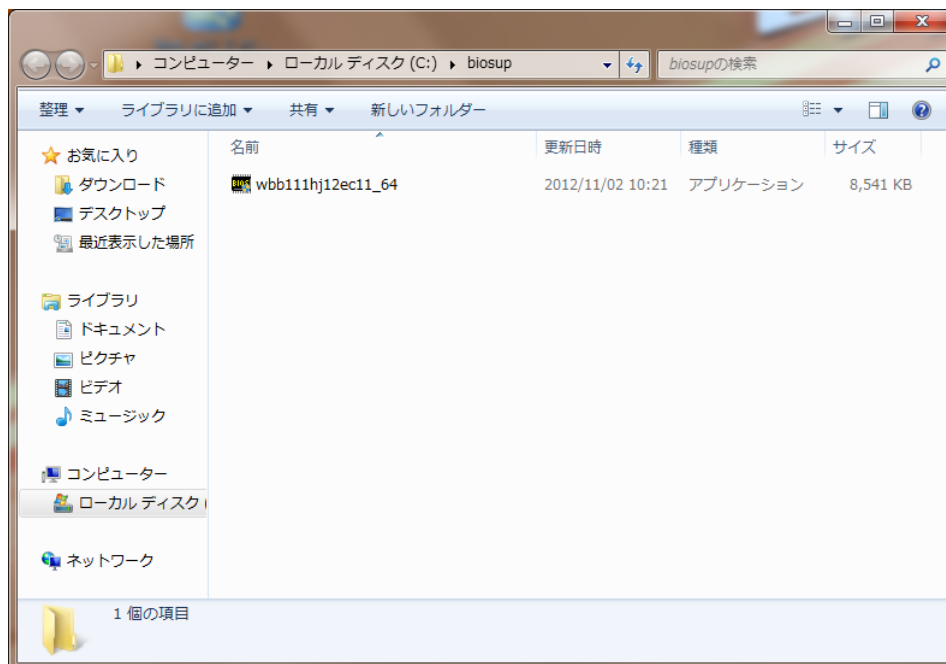 コンピューター ▸ ローカル ディスク (C:) ▸ biosup
biosupの検索
整理 ライブラリに追加 共有 新しいフォルダー
名前 更新日時 種類 サイズ
お気に入り
ダウンロード
デスクトップ
最近表示した場所
ライブラリ
ドキュメント
ピクチャ
ビデオ
ミュージック
コンピューター
ローカル ディスク (
ネットワーク
BIOS wbb111hj12ec11_64 2012/11/02 10:21 アプリケーション 8,541 KB
1 個の項目